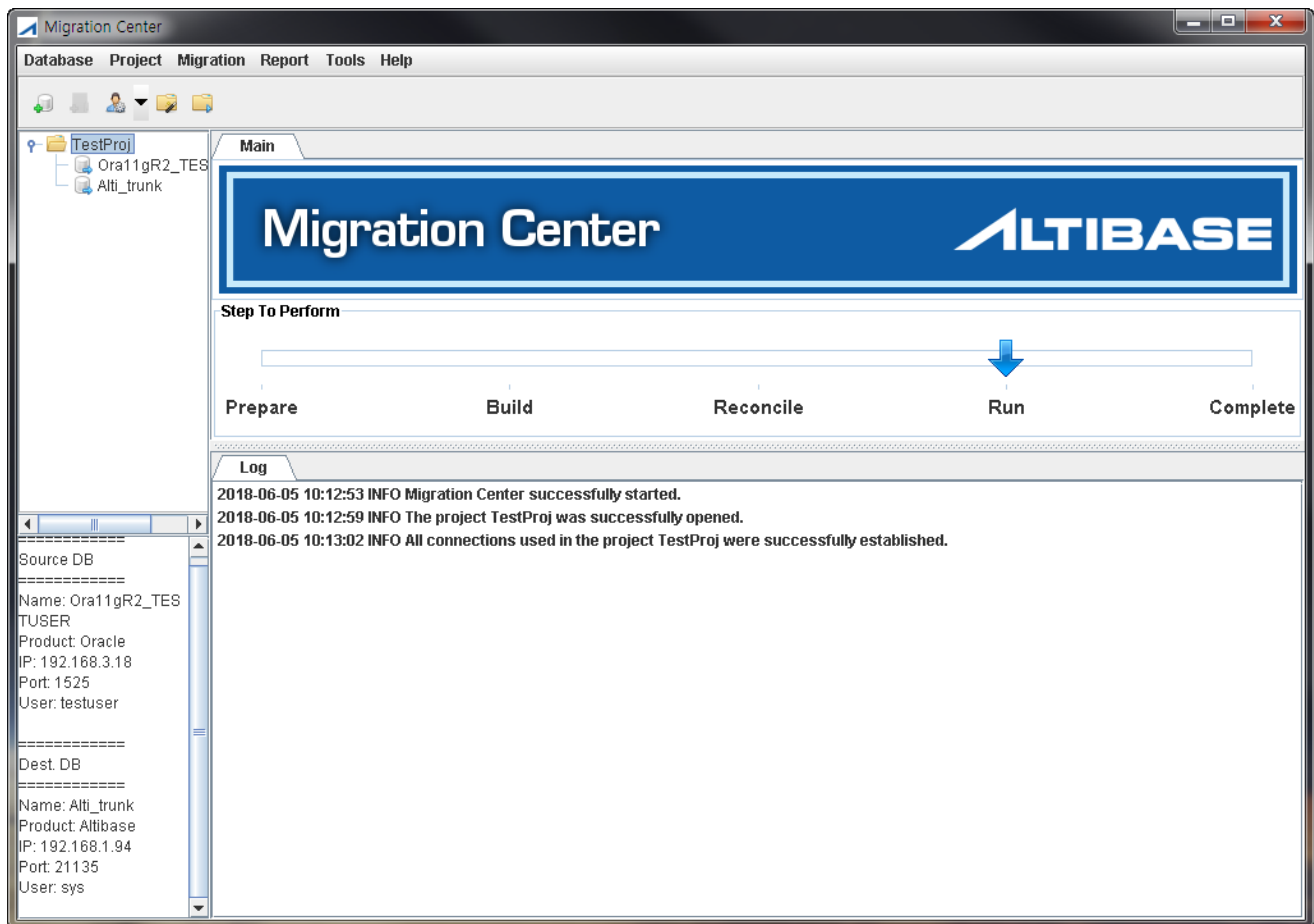 Migration Center
Database Project Migration Report Tools Help
TestProj
Ora11gR2_TES
Alti_trunk
Main
Migration Center
ALTIBASE
Step To Perform
Prepare Build Reconcile Run Complete
Log
2018-06-05 10:12:53 INFO Migration Center successfully started.
2018-06-05 10:12:59 INFO The project TestProj was successfully opened.
2018-06-05 10:13:02 INFO All connections used in the project TestProj were successfully established.
============
Source DB
============
Name: Ora11gR2_TES
TUSER
Product: Oracle
IP: 192.168.3.18
Port: 1525
User: testuser
============
Dest. DB
============
Name: Alti_trunk
Product: Altibase
IP: 192.168.1.94
Port: 21135
User: sys